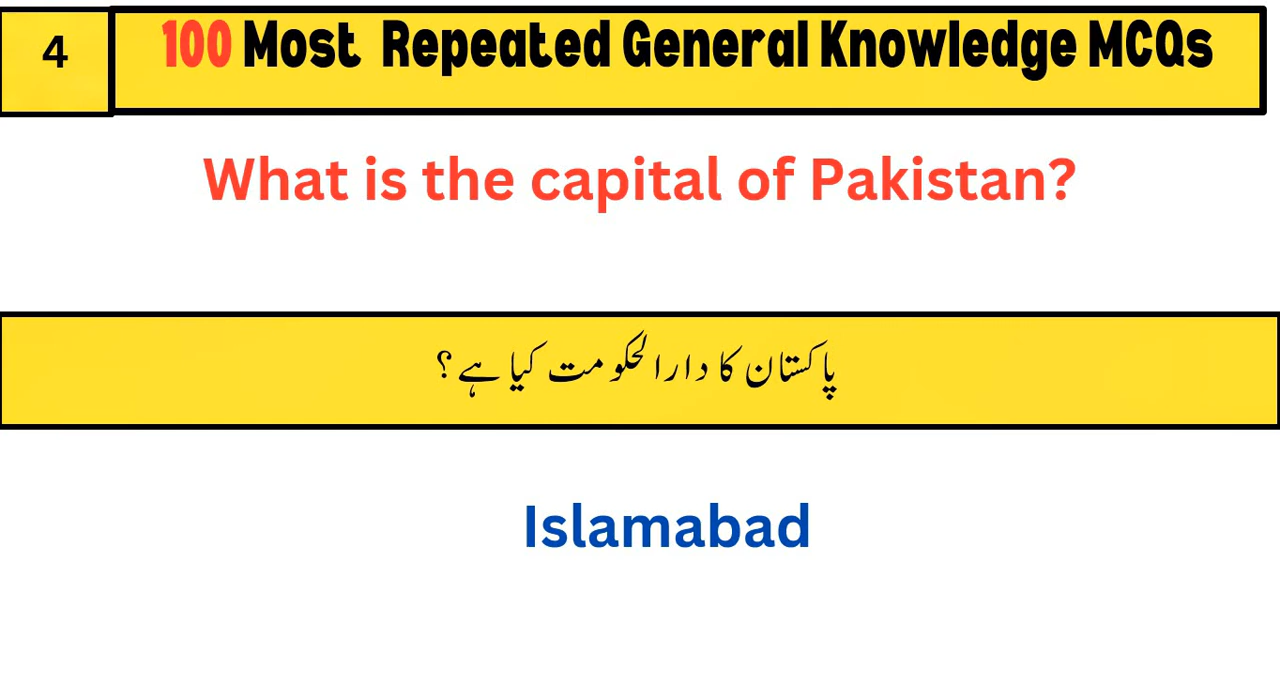 4
100 Most Repeated General Knowledge MCQs
What is the capital of Pakistan?
پاکستان کا دارالحکومت کیا ہے؟
Islamabad